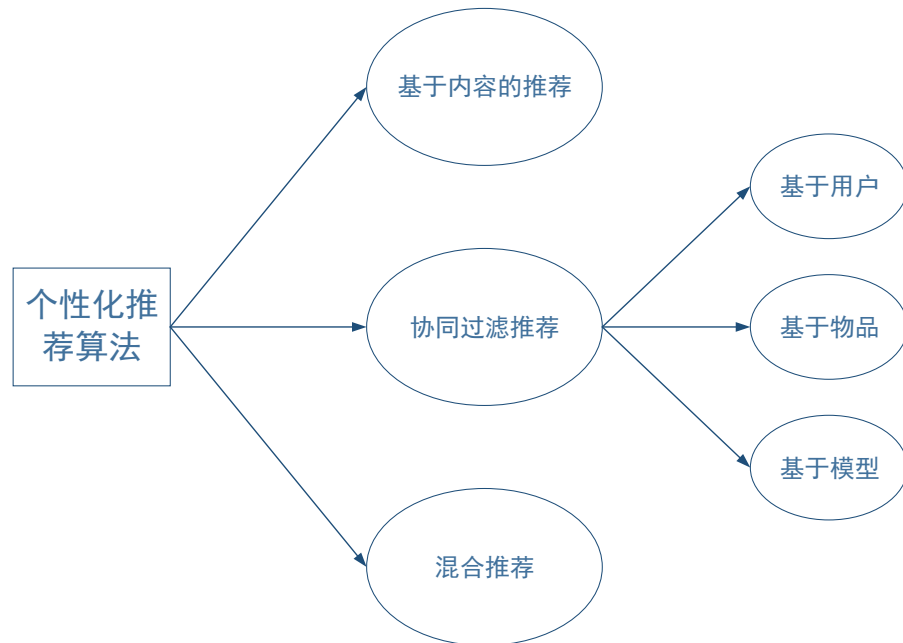 基于内容的推荐
基于用户
个性化推
荐算法
协同过滤推荐
基于物品
基于模型
混合推荐